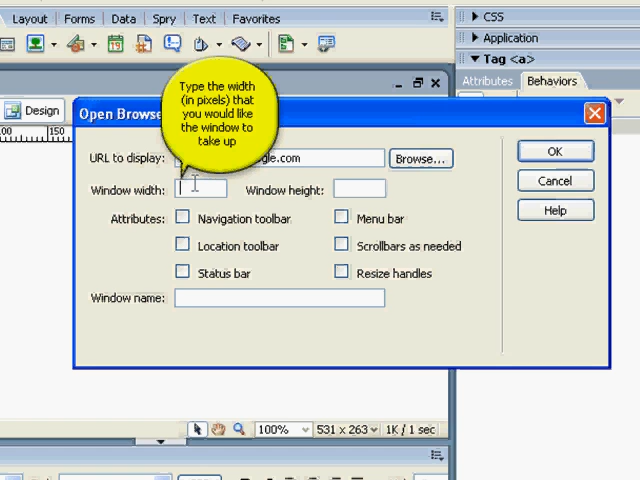 Layout Forms Data Spry Text Favorites
CSS
Application
Tag <a>
Attributes Behaviors
Design
100 150
Type the width
(in pixels) that
you would like
the window to
take up
Open Browse
URL to display: gle.com Browse...
Window width: Window height:
Attributes: Navigation toolbar Menu bar
Location toolbar Scrollbars as needed
Status bar Resize handles
Window name:
OK
Cancel
Help
100% 531 x 263 1K / 1 sec